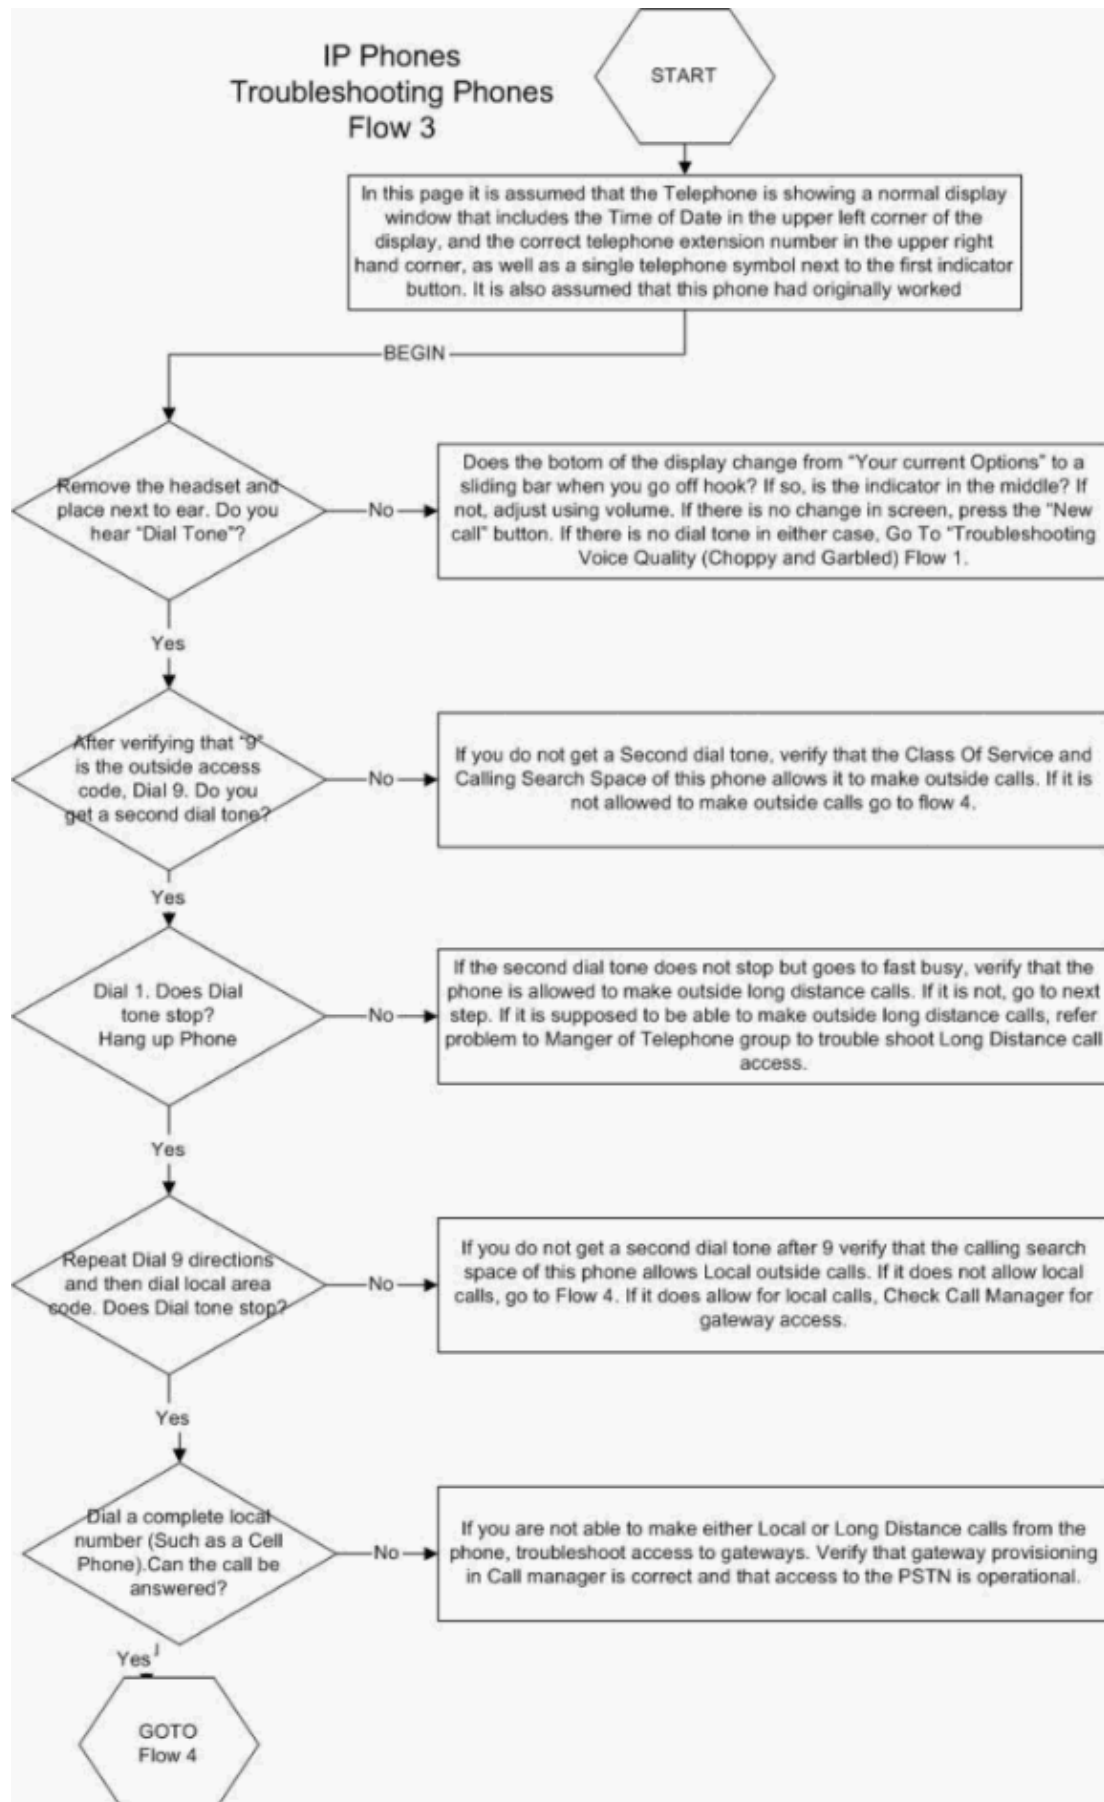 IP Phones
Troubleshooting Phones
Flow 3
START
In this page it is assumed that the Telephone is showing a normal display
window that includes the Time of Date in the upper left corner of the
display, and the correct telephone extension number in the upper right
hand corner, as well as a single telephone symbol next to the first indicator
button. It is also assumed that this phone had originally worked
BEGIN
Remove the headset and
place next to ear. Do you
hear "Dial Tone"?
No
Does the botom of the display change from "Your current Options" to a
sliding bar when you go off hook? If so, is the indicator in the middle? If
not, adjust using volume. If there is no change in screen, press the "New
call" button. If there is no dial tone in either case, Go To "Troubleshooting
Voice Quality (Choppy and Garbled) Flow 1.
Yes
After verifying that "9"
is the outside access
code, Dial 9. Do you
get a second dial tone?
No
If you do not get a Second dial tone, verify that the Class Of Service and
Calling Search Space of this phone allows it to make outside calls. If it is
not allowed to make outside calls go to flow 4.
Yes
Dial 1. Does Dial
tone stop?
Hang up Phone
No
If the second dial tone does not stop but goes to fast busy, verify that the
phone is allowed to make outside long distance calls. If it is not, go to next
step. If it is supposed to be able to make outside long distance calls, refer
problem to Manger of Telephone group to trouble shoot Long Distance call
access.
Yes
Repeat Dial 9 directions
and then dial local area
code. Does Dial tone stop?
No
If you do not get a second dial tone after 9 verify that the calling search
space of this phone allows Local outside calls. If it does not allow local
calls, go to Flow 4. If it does allow for local calls, Check Call Manager for
gateway access.
Yes
Dial a complete local
number (Such as a Cell
Phone).Can the call be
answered?
No
If you are not able to make either Local or Long Distance calls from the
phone, troubleshoot access to gateways. Verify that gateway provisioning
in Call manager is correct and that access to the PSTN is operational.
Yes
GOTO
Flow 4